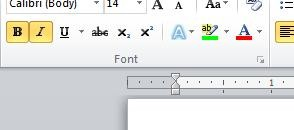 Calibri (Body) 14 A A Aa
B I U abc X₂ X² A ab A
Font
1